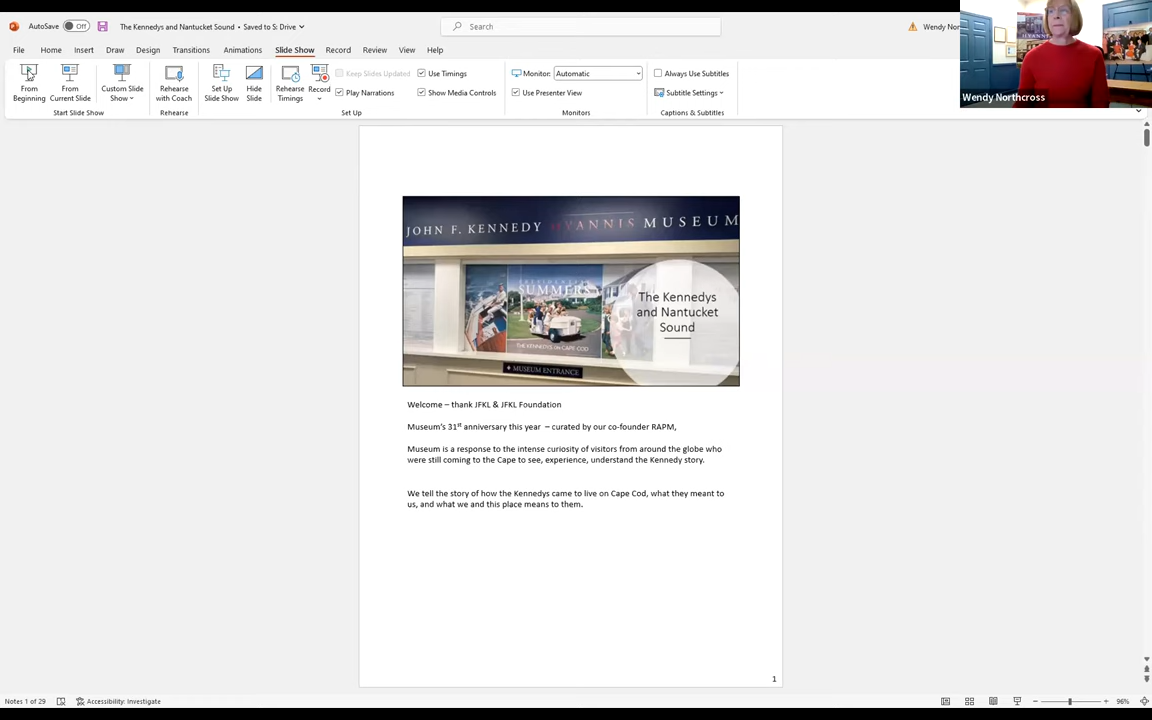 AutoSave Off The Kennedys and Nantucket Sound • Saved to S: Drive Search Wendy Nor
File Home Insert Draw Design Transitions Animations Slide Show Record Review View Help
From Beginning
From Current Slide
Custom Slide Show
Start Slide Show
Rehearse with Coach
Rehearse
Set Up Slide Show
Hide Slide
Rehearse Timings
Record
Keep Slides Updated
Play Narrations
Use Timings
Show Media Controls
Set Up
Monitor: Automatic
Use Presenter View
Monitors
Always Use Subtitles
Subtitle Settings
Captions & Subtitles
Wendy Northcross
JOHN F. KENNEDY HYANNIS MUSEUM
PRESIDENTIAL
SUMMERS
THE KENNEDYS ON CAPE COD
MUSEUM ENTRANCE
The Kennedys
and Nantucket
Sound
Welcome – thank JFKL & JFKL Foundation
Museum's 31st anniversary this year – curated by our co-founder RAPM,
Museum is a response to the intense curiosity of visitors from around the globe who
were still coming to the Cape to see, experience, understand the Kennedy story.
We tell the story of how the Kennedys came to live on Cape Cod, what they meant to
us, and what we and this place means to them.
1
Notes 1 of 29 Accessibility: Investigate 96%